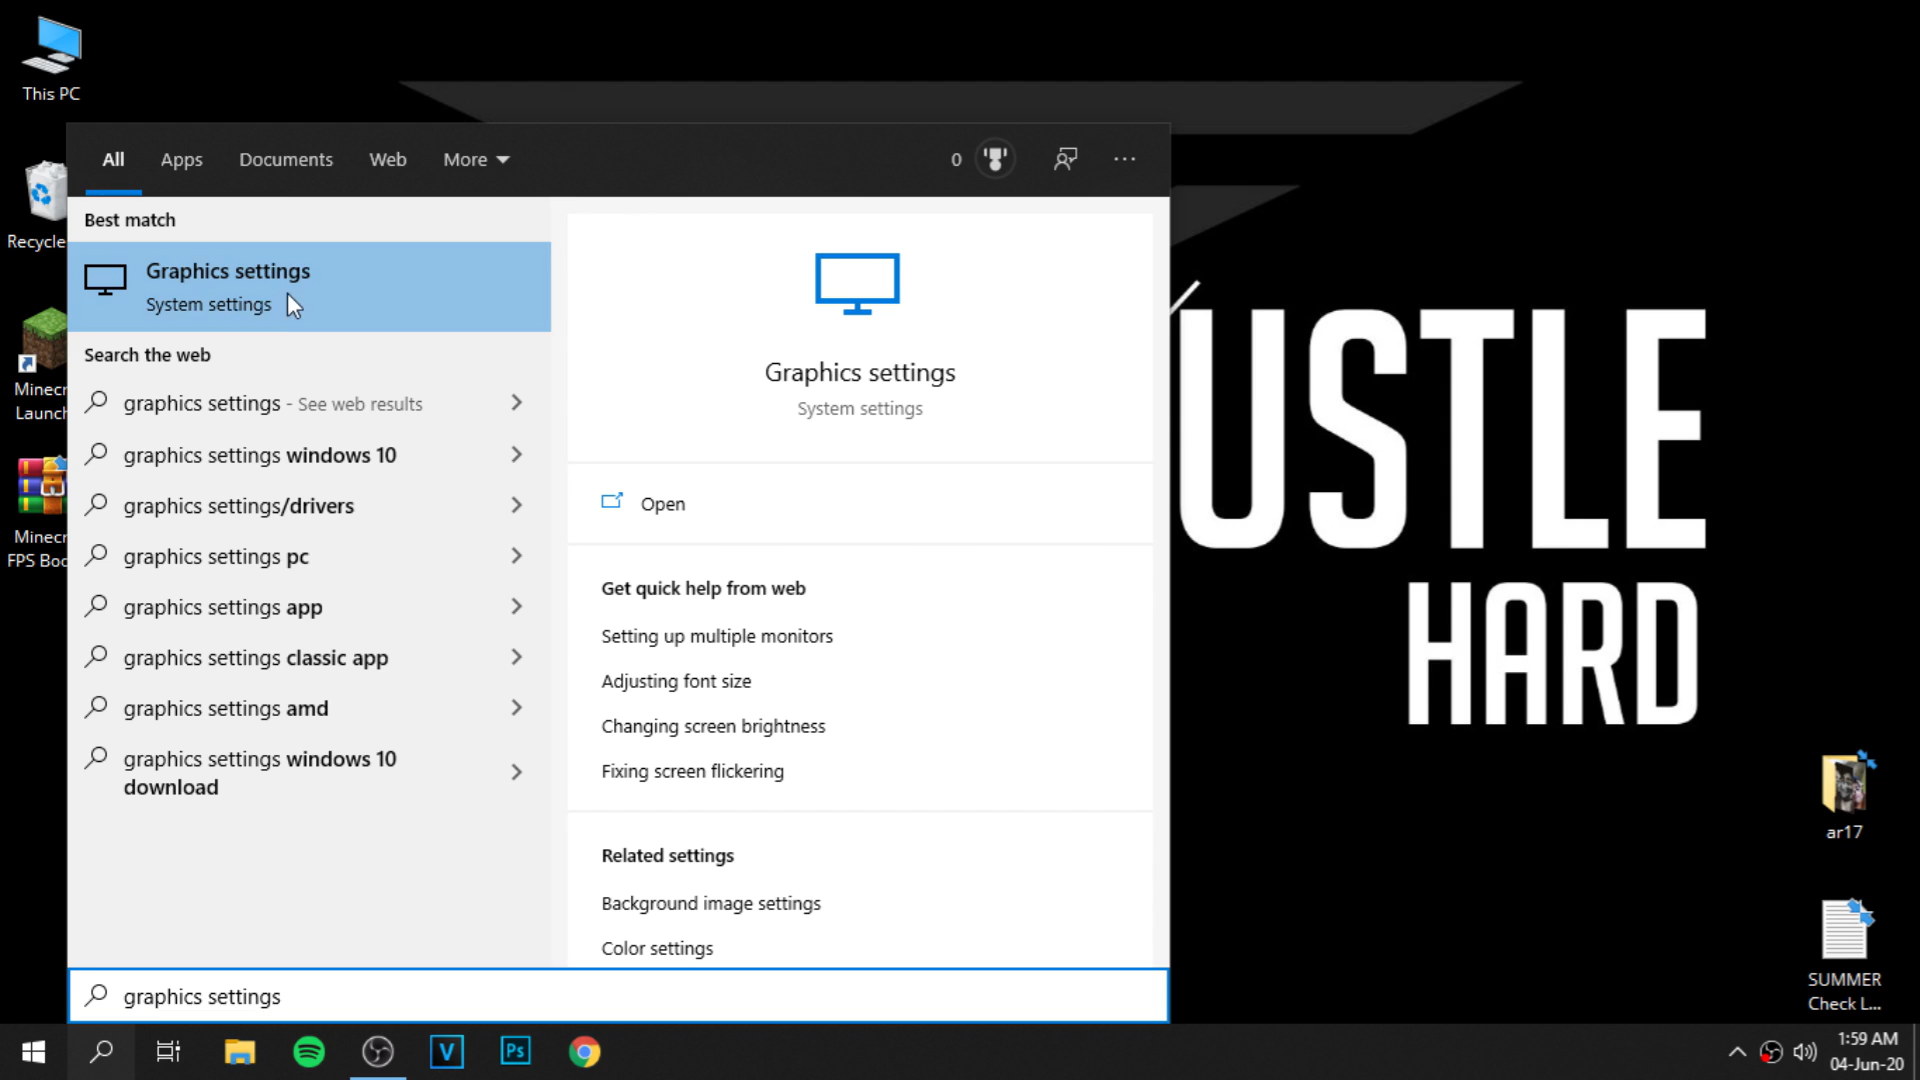 This PC
All
Apps
Documents
Web
More
0
Best match
Graphics settings
System settings
Search the web
graphics settings - See web results
graphics settings windows 10
graphics settings/drivers
graphics settings pc
graphics settings app
graphics settings classic app
graphics settings amd
graphics settings windows 10
download
Graphics settings
System settings
Open
Get quick help from web
Setting up multiple monitors
Adjusting font size
Changing screen brightness
Fixing screen flickering
Related settings
Background image settings
Color settings
graphics settings
Recycle
Minecr
Launch
Minecr
FPS Boo
USTLE
HARD
ar17
SUMMER
Check L...
V
Ps
1:59 AM
04-Jun-20